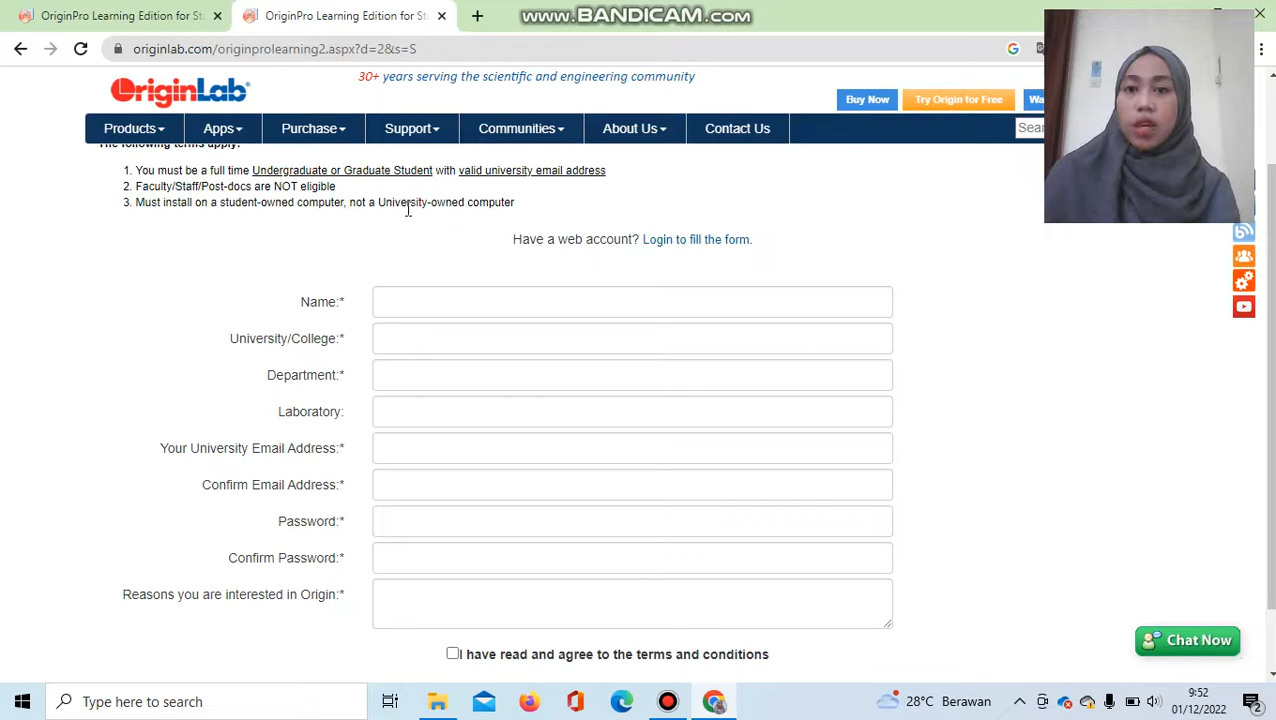 OriginPro Learning Edition for St
OriginPro Learning Edition for St
WWW.BANDICAM.COM
originlab.com/originprolearning2.aspx?d=2&s=S
OriginLab
30+ years serving the scientific and engineering community
Buy Now
Try Origin for Free
Products
Apps
Purchase
Support
Communities
About Us
Contact Us
The following terms apply:
1. You must be a full time Undergraduate or Graduate Student with valid university email address
2. Faculty/Staff/Post-docs are NOT eligible
3. Must install on a student-owned computer, not a University-owned computer
Have a web account? Login to fill the form.
Name:*
University/College:*
Department:*
Laboratory:
Your University Email Address:*
Confirm Email Address:*
Password:*
Confirm Password:*
Reasons you are interested in Origin:*
I have read and agree to the terms and conditions
Chat Now
Type here to search
28°C Berawan
9:52
01/12/2022
2